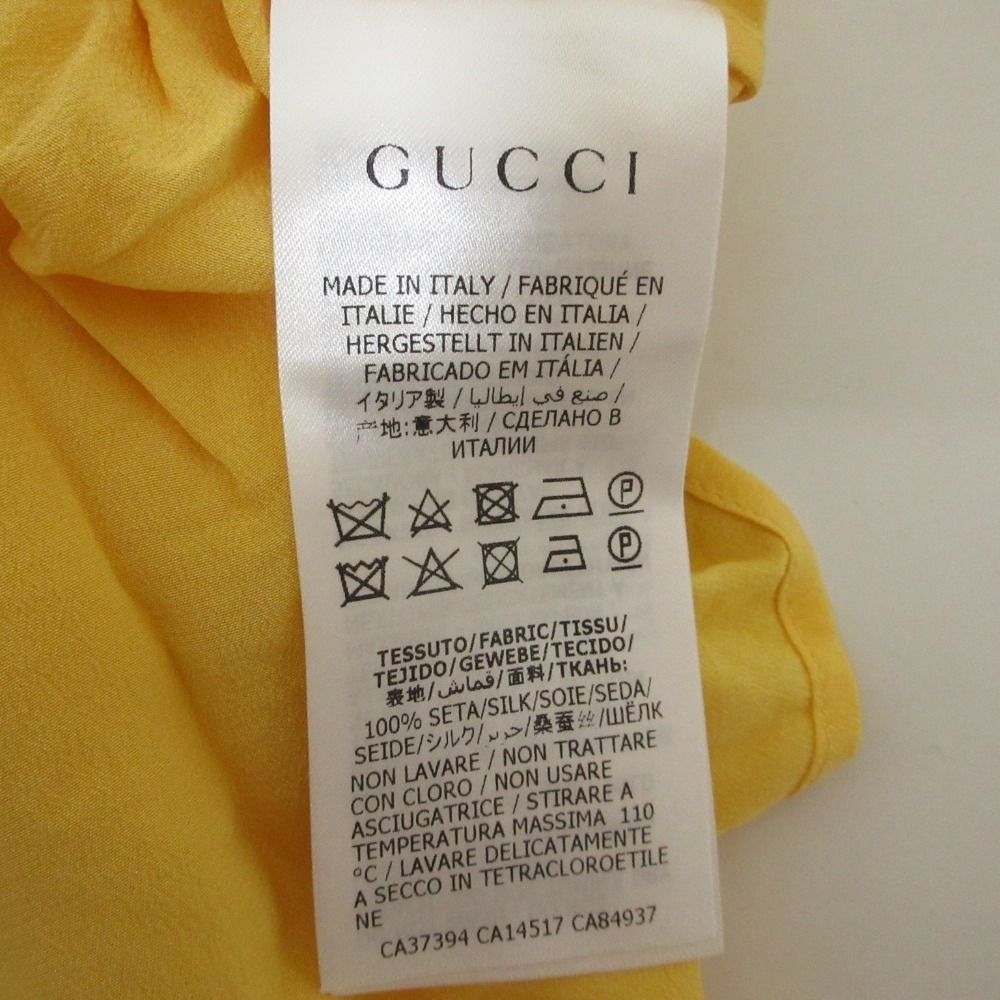 GUCCI
MADE IN ITALY / FABRIQUÉ EN
ITALIE / HECHO EN ITALIA /
HERGESTELLT IN ITALIEN /
FABRICADO EM ITÁLIA /
イタリア製 / صنع في إيطاليا /
产地:意大利 / СДЕЛАНО В
ИТАЛИИ
P
P
TESSUTO/FABRIC/TISSU/
TEJIDO/GEWEBE/TECIDO/
表地/قماش/面料/ТКАНЬ:
100% SETA/SILK/SOIE/SEDA/
SEIDE/シルク/حرير/桑蚕丝/ШЁЛК
NON LAVARE / NON TRATTARE
CON CLORO / NON USARE
ASCIUGATRICE / STIRARE A
TEMPERATURA MASSIMA 110
°C / LAVARE DELICATAMENTE
A SECCO IN TETRACLOROETILE
NE
CA37394 CA14517 CA84937